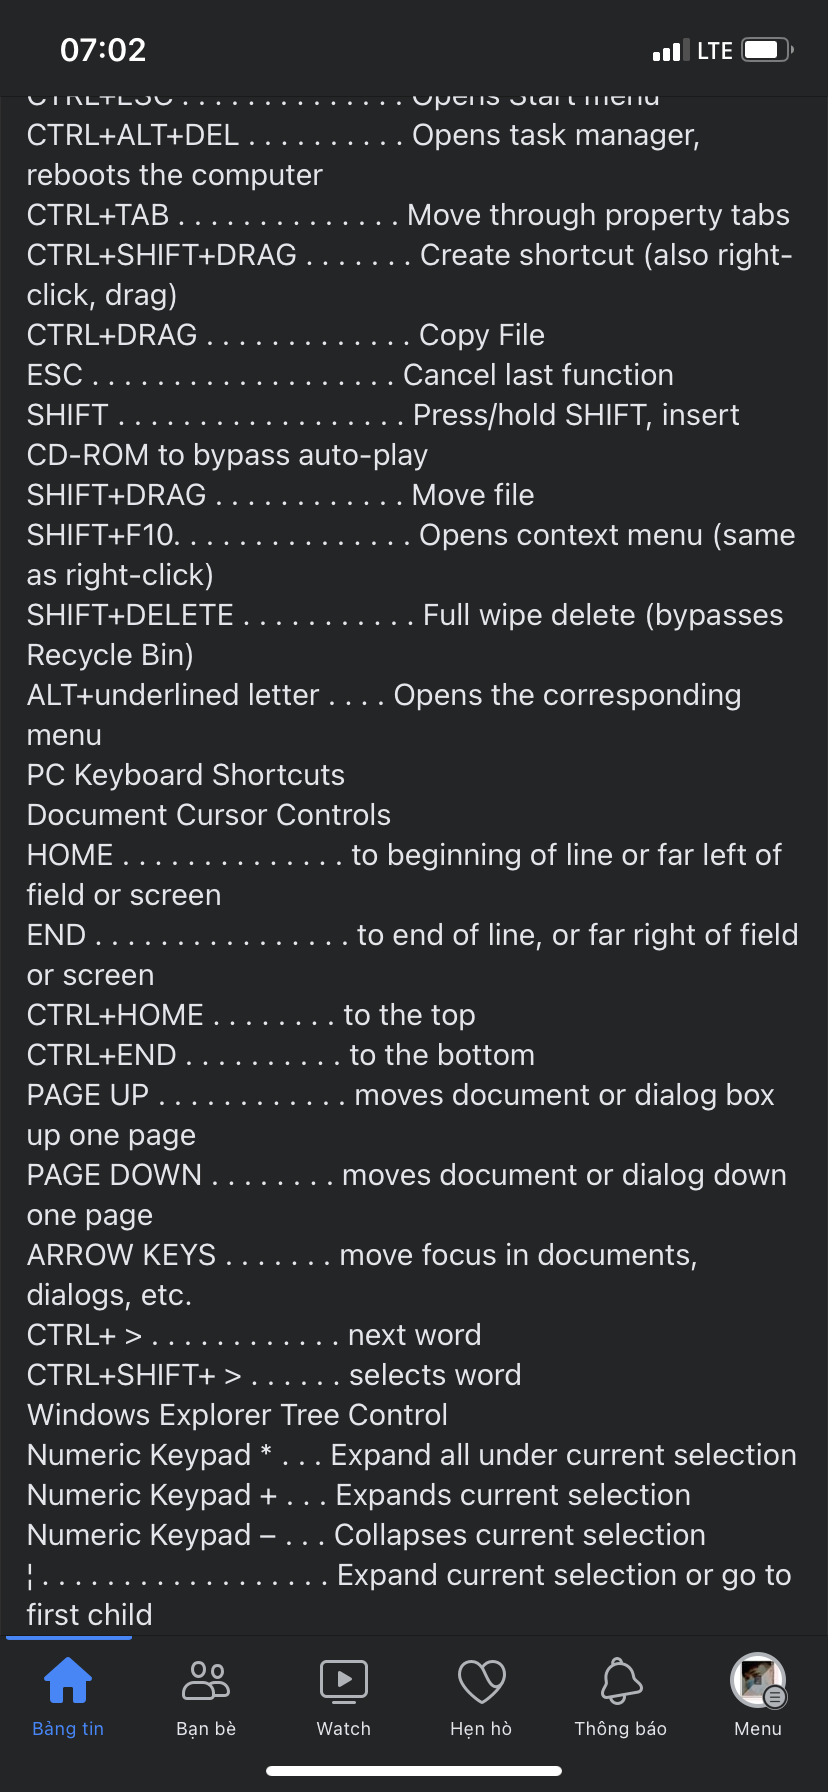 07:02
LTE
CTRL+ESC . . . . . . . . . . . . . . Opens Start menu
CTRL+ALT+DEL . . . . . . . . . . Opens task manager,
reboots the computer
CTRL+TAB . . . . . . . . . . . . . . Move through property tabs
CTRL+SHIFT+DRAG . . . . . . . Create shortcut (also right-
click, drag)
CTRL+DRAG . . . . . . . . . . . . . Copy File
ESC . . . . . . . . . . . . . . . . . . . Cancel last function
SHIFT . . . . . . . . . . . . . . . . . . Press/hold SHIFT, insert
CD-ROM to bypass auto-play
SHIFT+DRAG . . . . . . . . . . . . Move file
SHIFT+F10. . . . . . . . . . . . . . . Opens context menu (same
as right-click)
SHIFT+DELETE . . . . . . . . . . . Full wipe delete (bypasses
Recycle Bin)
ALT+underlined letter . . . . Opens the corresponding
menu
PC Keyboard Shortcuts
Document Cursor Controls
HOME . . . . . . . . . . . . . . to beginning of line or far left of
field or screen
END . . . . . . . . . . . . . . . . to end of line, or far right of field
or screen
CTRL+HOME . . . . . . . . to the top
CTRL+END . . . . . . . . . . to the bottom
PAGE UP . . . . . . . . . . . . moves document or dialog box
up one page
PAGE DOWN . . . . . . . . moves document or dialog down
one page
ARROW KEYS . . . . . . . move focus in documents,
dialogs, etc.
CTRL+ > . . . . . . . . . . . . next word
CTRL+SHIFT+ > . . . . . . selects word
Windows Explorer Tree Control
Numeric Keypad * . . . Expand all under current selection
Numeric Keypad + . . . Expands current selection
Numeric Keypad – . . . Collapses current selection
¦ . . . . . . . . . . . . . . . . . . Expand current selection or go to
first child
Bảng tin
Bạn bè
Watch
Hẹn hò
Thông báo
Menu